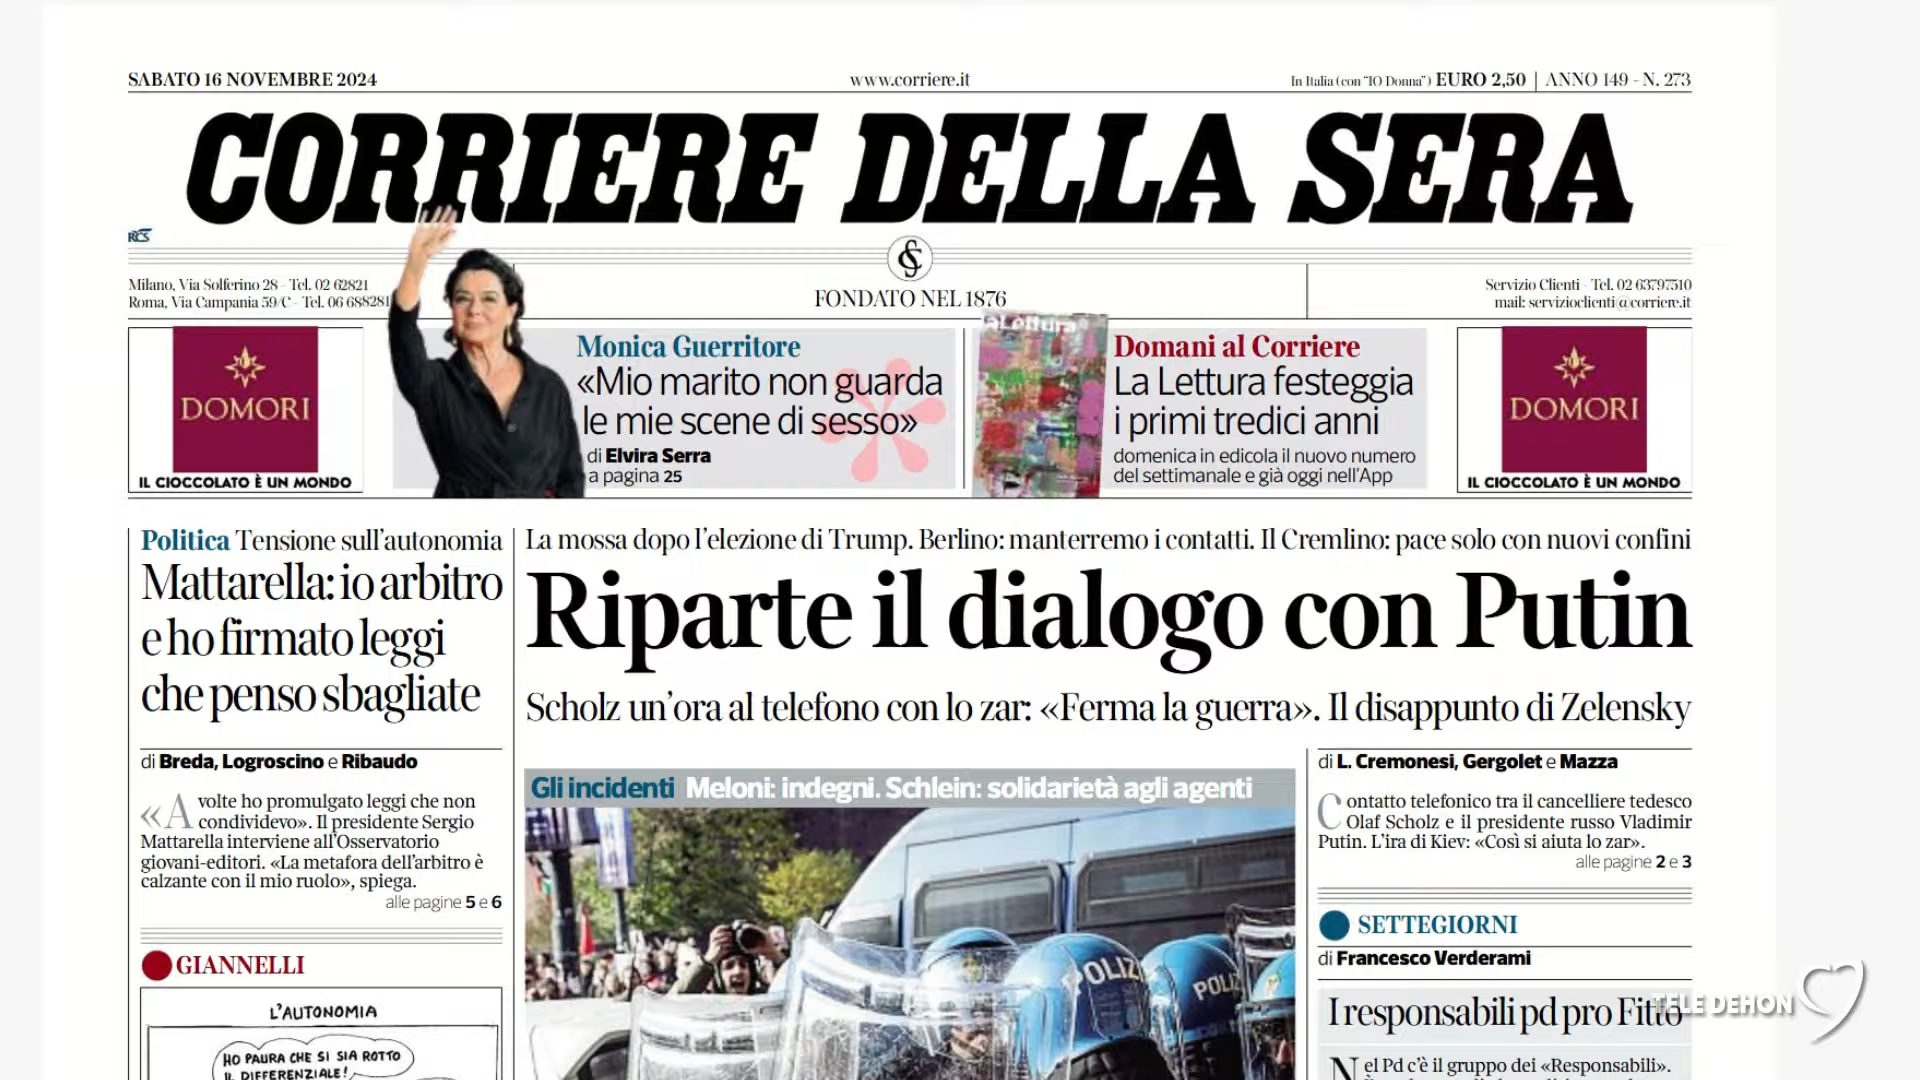 SABATO 16 NOVEMBRE 2024
www.corriere.it
In Italia (con “IO Donna”) EURO 2,50 | ANNO 149 - N. 273
CORRIERE DELLA SERA
RCS
Milano, Via Solferino 28 - Tel. 02 62821
Roma, Via Campania 59/C - Tel. 06 688281
FONDATO NEL 1876
Servizio Clienti - Tel. 02 63797510
mail: servizioclienti@corriere.it
DOMORI
IL CIOCCOLATO È UN MONDO
Monica Guerritore
«Mio marito non guarda
le mie scene di sesso»
di Elvira Serra
a pagina 25
laLettura
Domani al Corriere
La Lettura festeggia
i primi tredici anni
domenica in edicola il nuovo numero
del settimanale e già oggi nell’App
DOMORI
IL CIOCCOLATO È UN MONDO
Politica Tensione sull’autonomia
Mattarella: io arbitro
e ho firmato leggi
che penso sbagliate
di Breda, Logroscino e Ribaudo
«A volte ho promulgato leggi che non
condividevo». Il presidente Sergio
Mattarella interviene all’Osservatorio
giovani-editori. «La metafora dell’arbitro è
calzante con il mio ruolo», spiega.
alle pagine 5 e 6
GIANNELLI
L'AUTONOMIA
HO PAURA CHE SI SIA ROTTO
IL DIFFERENZIALE!
La mossa dopo l’elezione di Trump. Berlino: manterremo i contatti. Il Cremlino: pace solo con nuovi confini
Riparte il dialogo con Putin
Scholz un’ora al telefono con lo zar: «Ferma la guerra». Il disappunto di Zelensky
Gli incidenti Meloni: indegni. Schlein: solidarietà agli agenti
POLIZ
POLI
di L. Cremonesi, Gergolet e Mazza
Contatto telefonico tra il cancelliere tedesco
Olaf Scholz e il presidente russo Vladimir
Putin. L’ira di Kiev: «Così si aiuta lo zar».
alle pagine 2 e 3
SETTEGIORNI
di Francesco Verderami
I responsabili pd pro Fitto
Nel Pd c’è il gruppo dei «Responsabili».
TELE DEHON